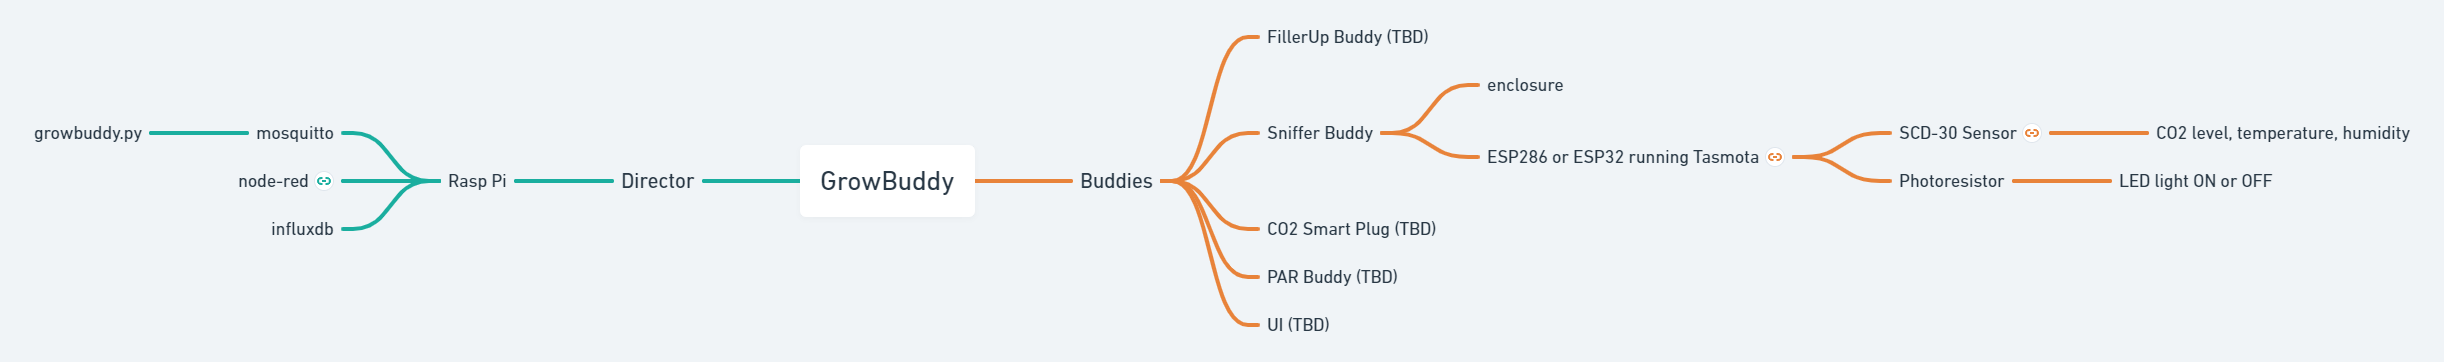 FillerUp Buddy (TBD)
enclosure
growbuddy.py
mosquitto
Sniffer Buddy
SCD-30 Sensor
CO2 level, temperature, humidity
ESP286 or ESP32 running Tasmota
node-red
Rasp Pi
Director
GrowBuddy
Buddies
Photoresistor
LED light ON or OFF
influxdb
CO2 Smart Plug (TBD)
PAR Buddy (TBD)
UI (TBD)